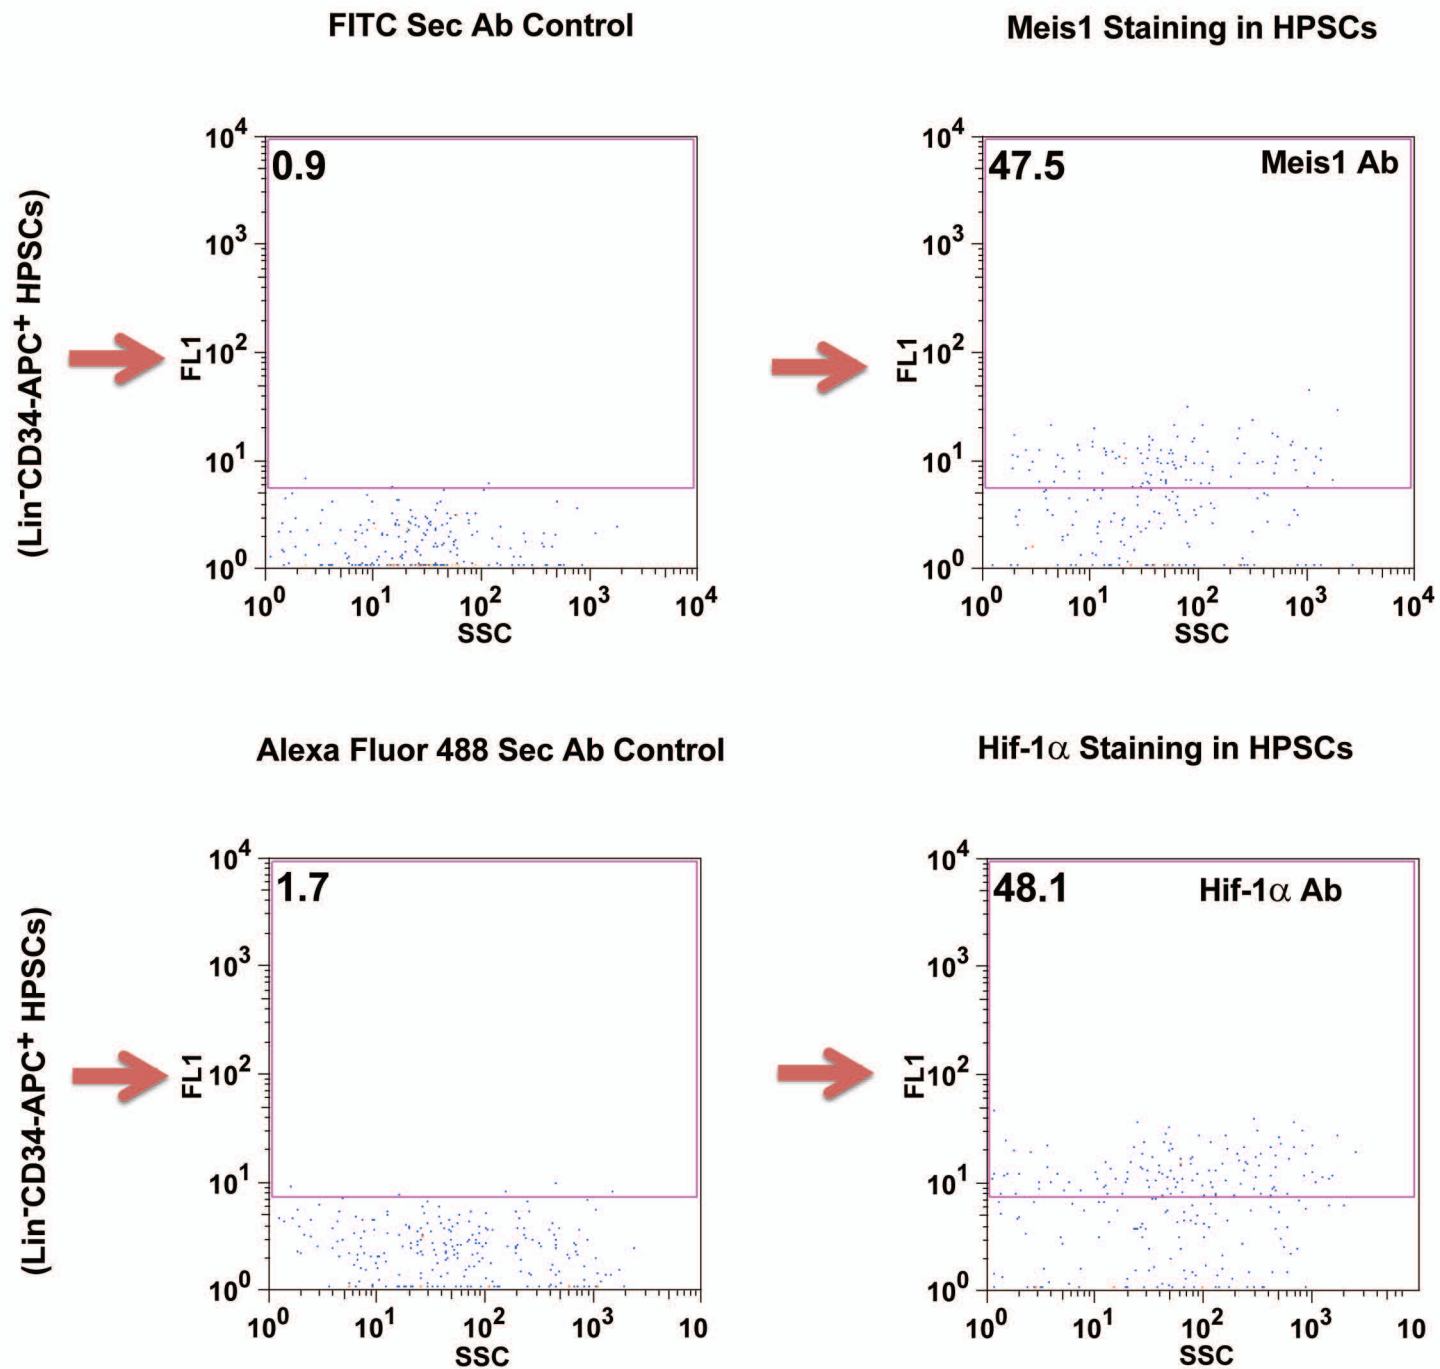 FITC Sec Ab Control
Meis1 Staining in HPSCs
(Lin⁻CD34-APC⁺ HPSCs)
0.9
10⁴
10³
10²
10¹
10⁰
FL1
10⁰ 10¹ 10² 10³ 10⁴
SSC
47.5 Meis1 Ab
10⁴
10³
10²
10¹
10⁰
FL1
10⁰ 10¹ 10² 10³ 10⁴
SSC
Alexa Fluor 488 Sec Ab Control
Hif-1α Staining in HPSCs
(Lin⁻CD34-APC⁺ HPSCs)
1.7
10⁴
10³
10²
10¹
10⁰
FL1
10⁰ 10¹ 10² 10³ 10
SSC
48.1 Hif-1α Ab
10⁴
10³
10²
10¹
10⁰
FL1
10⁰ 10¹ 10² 10³ 10
SSC